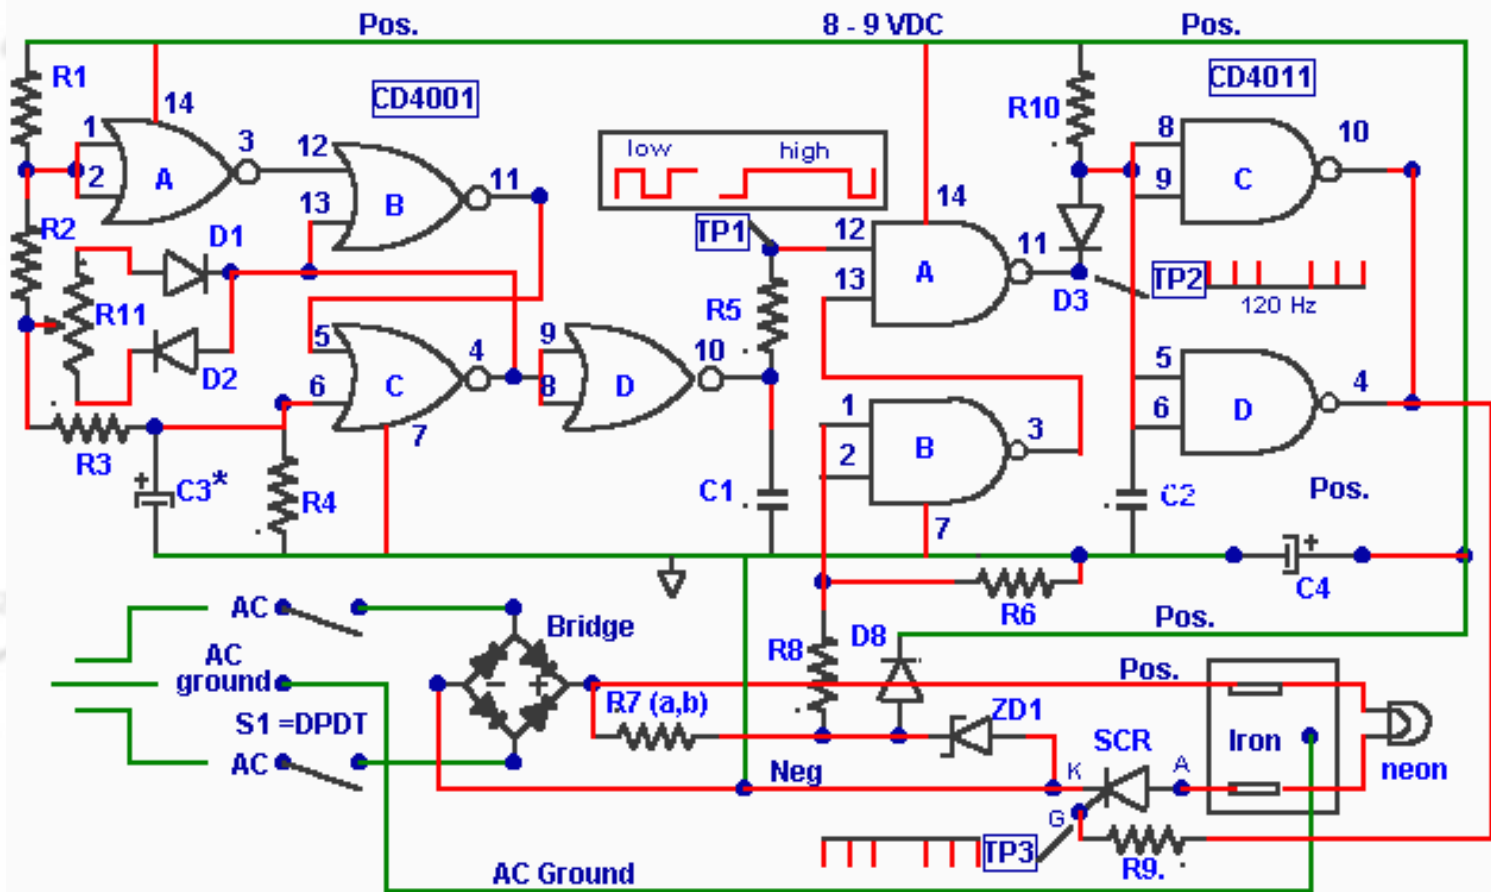 Pos. 8 - 9 VDC Pos.
R1 CD4001 CD4011
14 R10
1 3 12 low high 8 10
2 A 11 14 9 C
13 B TP1 12
R2 D1 11
A TP2
R11 R5 13 D3 120 Hz
5 9 5
D2 4 10 4
6 C 8 D 1 6 D
3
7 2 B
R3 C3* R4 C1 C2 Pos.
7
C4
AC R6
Bridge D8 Pos.
AC R8
ground - + Pos.
R7 (a,b) ZD1
S1 =DPDT SCR Iron
AC Neg K A neon
G
TP3
AC Ground R9.